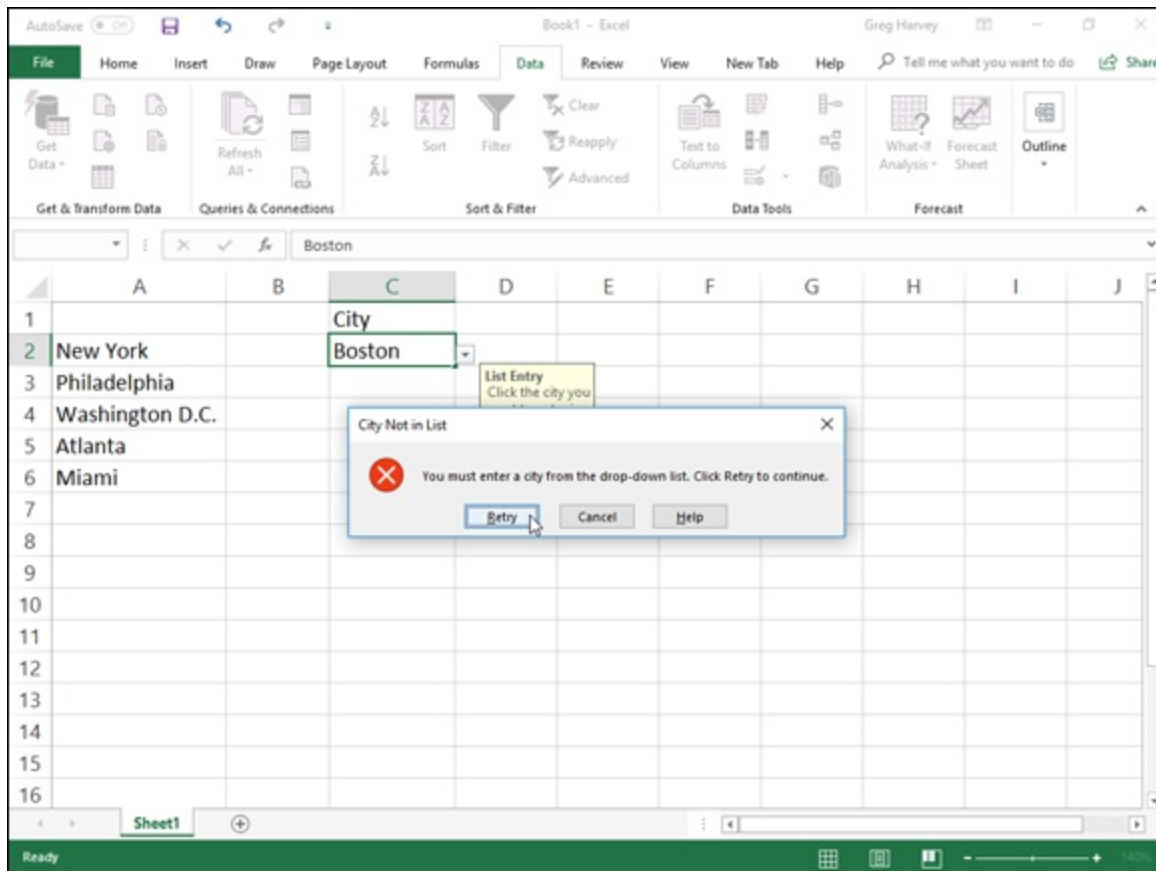 AutoSave Off Book1 - Excel Greg Harvey
File Home Insert Draw Page Layout Formulas Data Review View New Tab Help Tell me what you want to do Share
Get Data
Refresh All
Sort
Filter
Clear
Reapply
Advanced
Text to Columns
What-If Analysis
Forecast Sheet
Outline
Get & Transform Data Queries & Connections Sort & Filter Data Tools Forecast
fx Boston
A B C D E F G H I J
1 City
2 New York Boston
List Entry
3 Philadelphia
Click the city you
4 Washington D.C.
City Not in List
5 Atlanta
6 Miami
You must enter a city from the drop-down list. Click Retry to continue.
7
Retry Cancel Help
8
9
10
11
12
13
14
15
16
Sheet1
Ready 140%